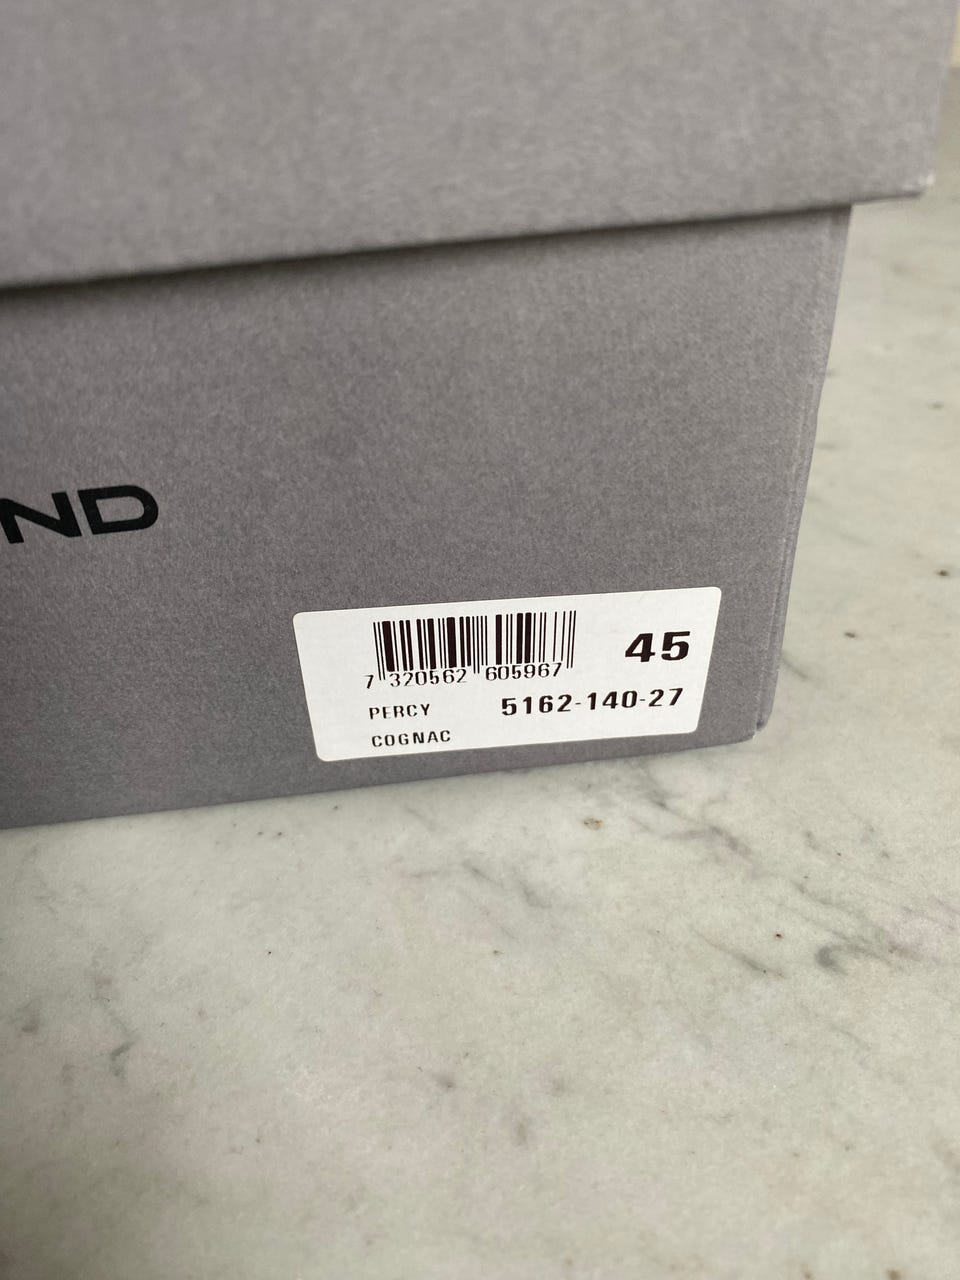 ND
45
7 320562 605967
PERCY 5162-140-27
COGNAC